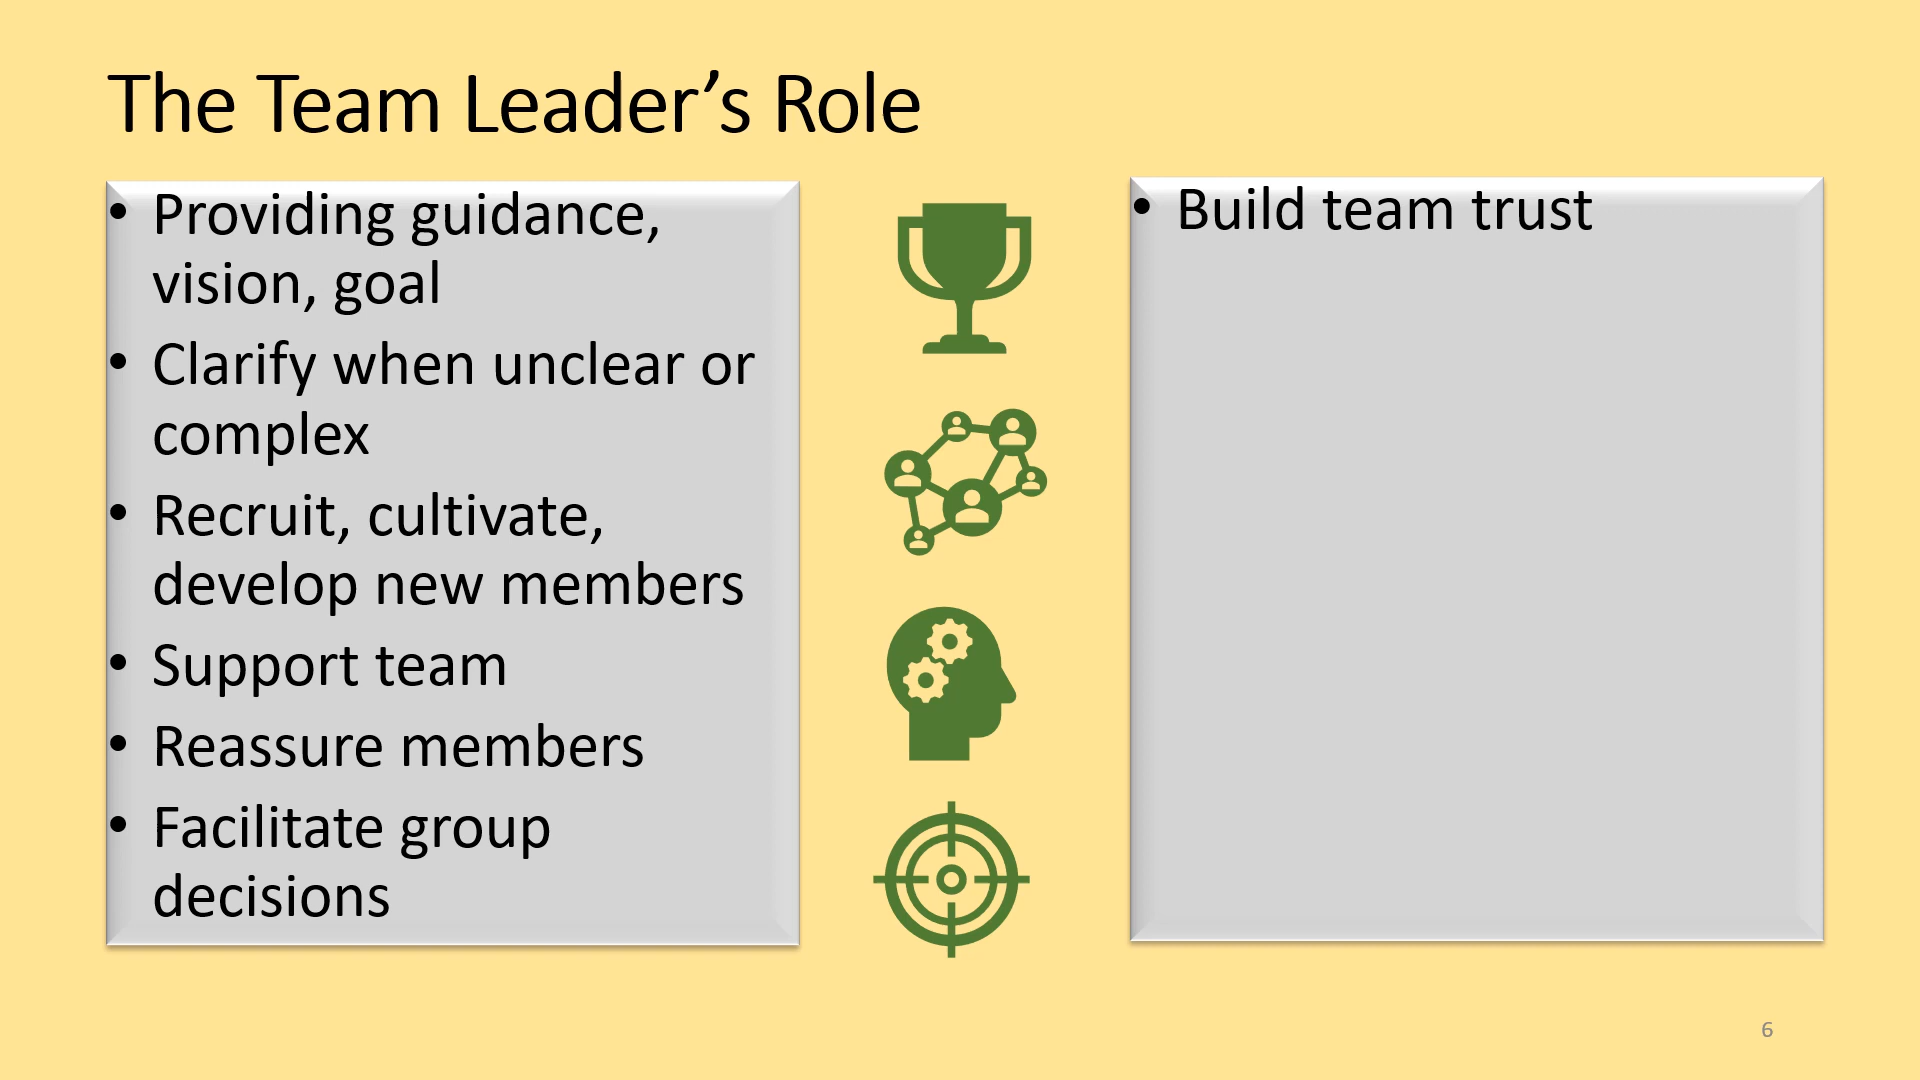 The Team Leader’s Role
• Providing guidance,
vision, goal
• Clarify when unclear or
complex
• Recruit, cultivate,
develop new members
• Support team
• Reassure members
• Facilitate group
decisions
• Build team trust
6